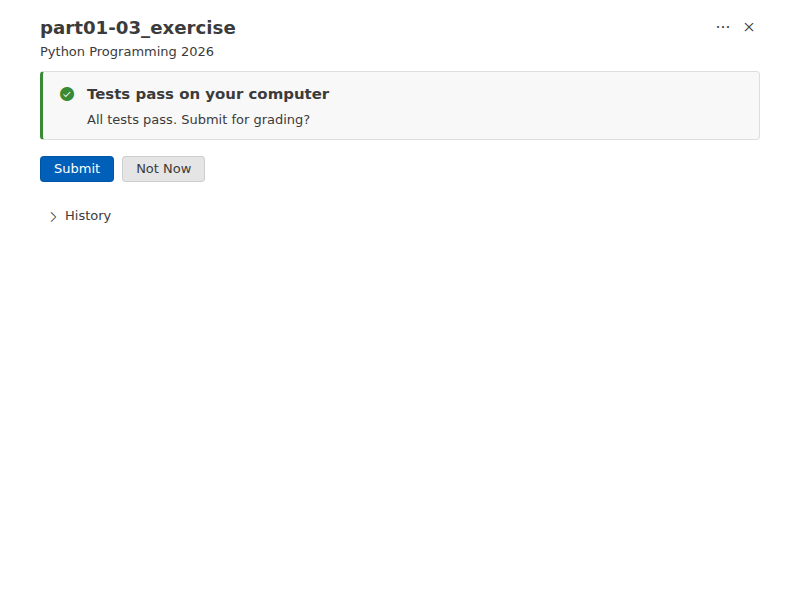 part01-03_exercise
Python Programming 2026
Tests pass on your computer
All tests pass. Submit for grading?
Submit
Not Now
History